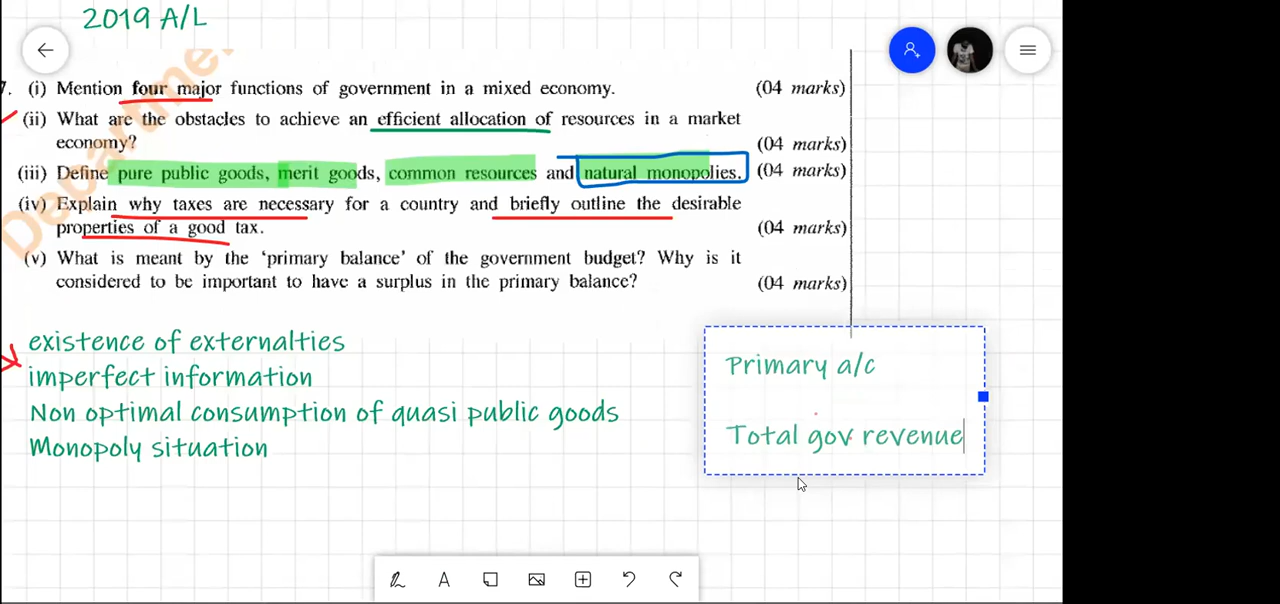 2019 A/L
7. (i) Mention four major functions of government in a mixed economy. (04 marks)
(ii) What are the obstacles to achieve an efficient allocation of resources in a market
economy? (04 marks)
(iii) Define pure public goods, merit goods, common resources and natural monopolies. (04 marks)
(iv) Explain why taxes are necessary for a country and briefly outline the desirable
properties of a good tax. (04 marks)
(v) What is meant by the ‘primary balance’ of the government budget? Why is it
considered to be important to have a surplus in the primary balance? (04 marks)
existence of externalties
imperfect information
Non optimal consumption of quasi public goods
Monopoly situation
Primary a/c
Total gov revenue
Departme
A